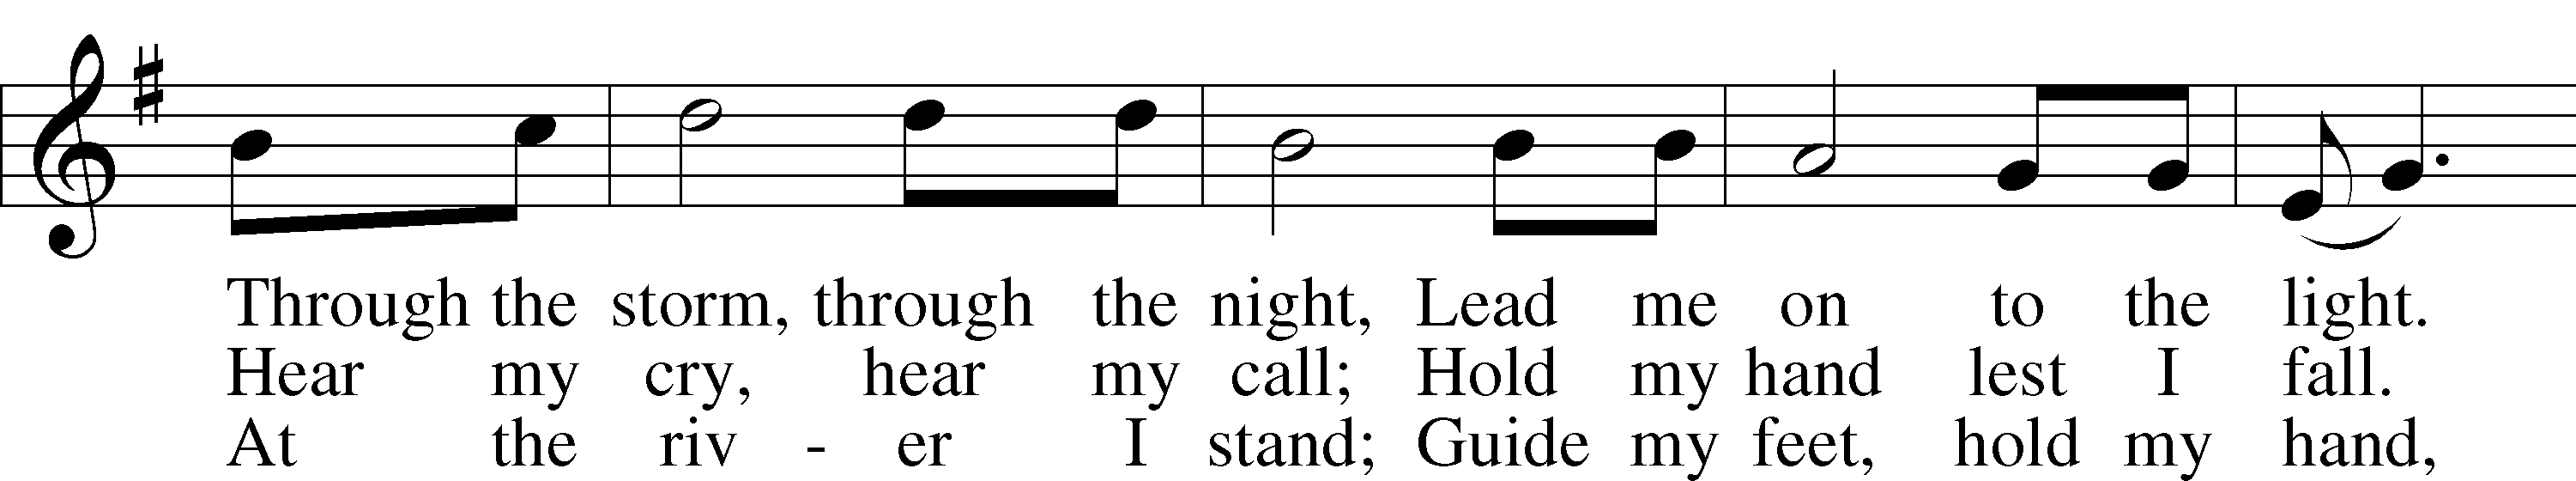 Through the storm, through the night, Lead me on to the light.
Hear my cry, hear my call; Hold my hand lest I fall.
At the riv - er I stand; Guide my feet, hold my hand,